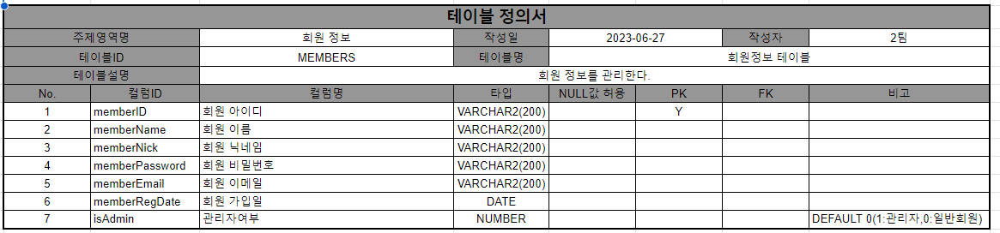 테이블 정의서
주제영역명 회원 정보 작성일 2023-06-27 작성자 2팀
테이블ID MEMBERS 테이블명 회원정보 테이블
테이블설명 회원 정보를 관리한다.
No. 컬럼ID 컬럼명 타입 NULL값 허용 PK FK 비고
1 memberID 회원 아이디 VARCHAR2(200) Y
2 memberName 회원 이름 VARCHAR2(200)
3 memberNick 회원 닉네임 VARCHAR2(200)
4 memberPassword 회원 비밀번호 VARCHAR2(200)
5 memberEmail 회원 이메일 VARCHAR2(200)
6 memberRegDate 회원 가입일 DATE
7 isAdmin 관리자여부 NUMBER DEFAULT 0(1:관리자,0:일반회원)